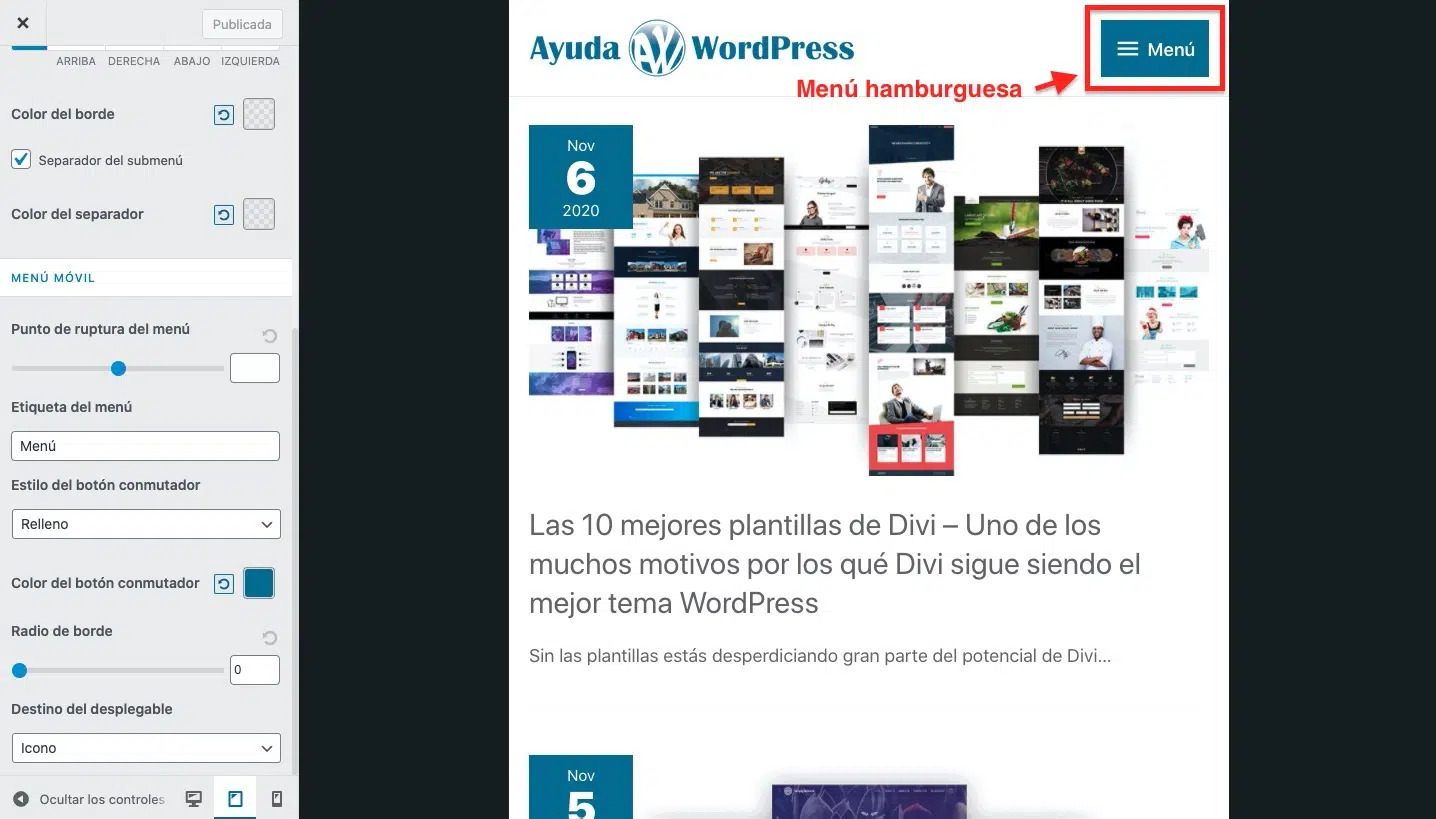 Publicada
ARRIBA DERECHA ABAJO IZQUIERDA
Color del borde
Separador del submenú
Color del separador
MENÚ MÓVIL
Punto de ruptura del menú
Etiqueta del menú
Menú
Estilo del botón conmutador
Relleno
Color del botón conmutador
Radio de borde
0
Destino del desplegable
Icono
Ocultar los controles
Ayuda AW WordPress
Menú
Menú hamburguesa
Nov
6
2020
Las 10 mejores plantillas de Divi – Uno de los
muchos motivos por los qué Divi sigue siendo el
mejor tema WordPress
Sin las plantillas estás desperdiciando gran parte del potencial de Divi...
Nov
5